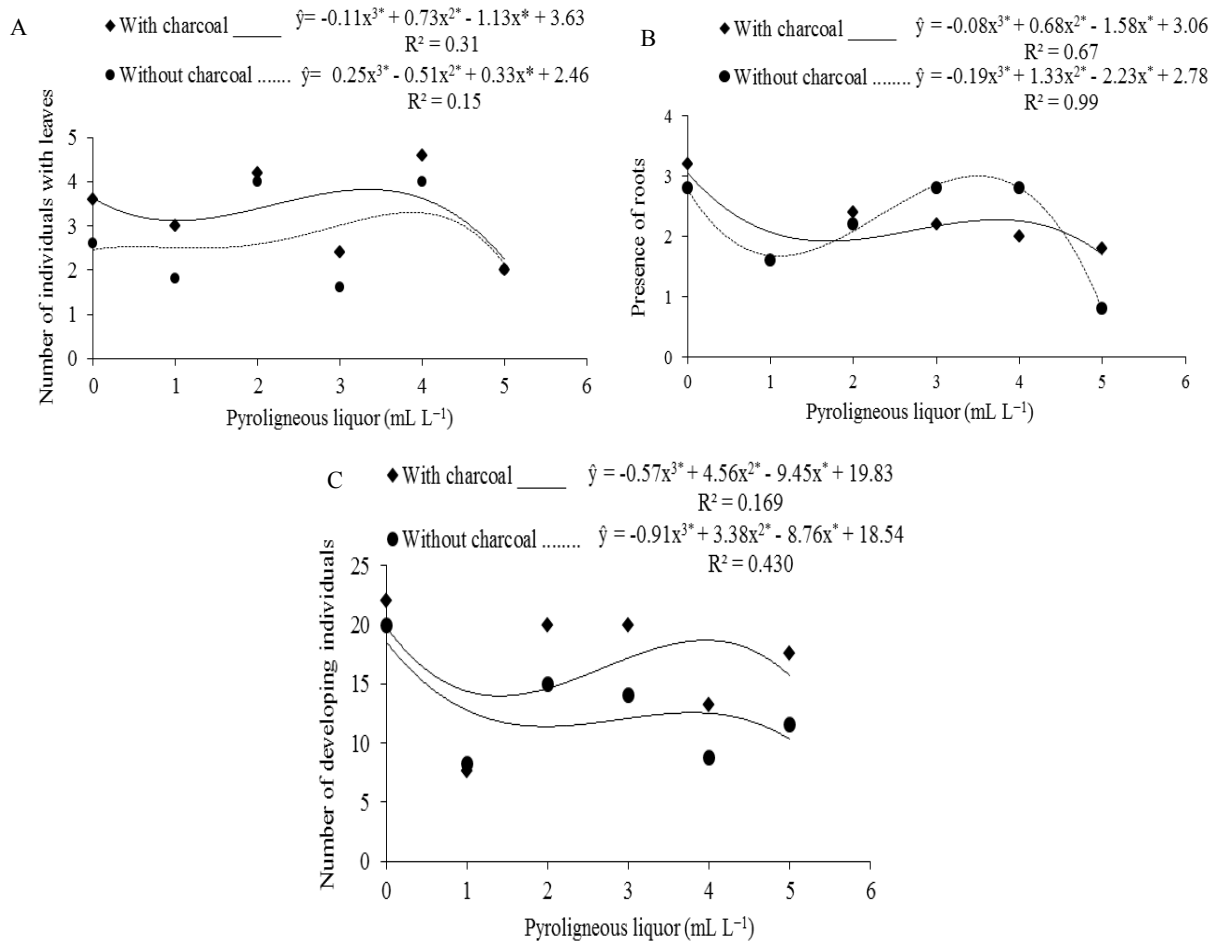 A
◆ With charcoal _____ ŷ= -0.11x³* + 0.73x²* - 1.13x* + 3.63
R² = 0.31
● Without charcoal ...... ŷ= 0.25x³* - 0.51x²* + 0.33x* + 2.46
R² = 0.15
Number of individuals with leaves
5
4
3
2
1
0
0 1 2 3 4 5 6
Pyroligneous liquor (mL L⁻¹)
B
◆ With charcoal _____ ŷ = -0.08x³* + 0.68x²* - 1.58x* + 3.06
R² = 0.67
● Without charcoal ........ ŷ = -0.19x³* + 1.33x²* - 2.23x* + 2.78
R² = 0.99
Presence of roots
4
3
2
1
0
0 1 2 3 4 5 6
Pyroligneous liquor (mL L⁻¹)
C
◆ With charcoal _____ ŷ = -0.57x³* + 4.56x²* - 9.45x* + 19.83
R² = 0.169
● Without charcoal ........ ŷ = -0.91x³* + 3.38x²* - 8.76x* + 18.54
R² = 0.430
Number of developing individuals
25
20
15
10
5
0
0 1 2 3 4 5 6
Pyroligneous liquor (mL L⁻¹)